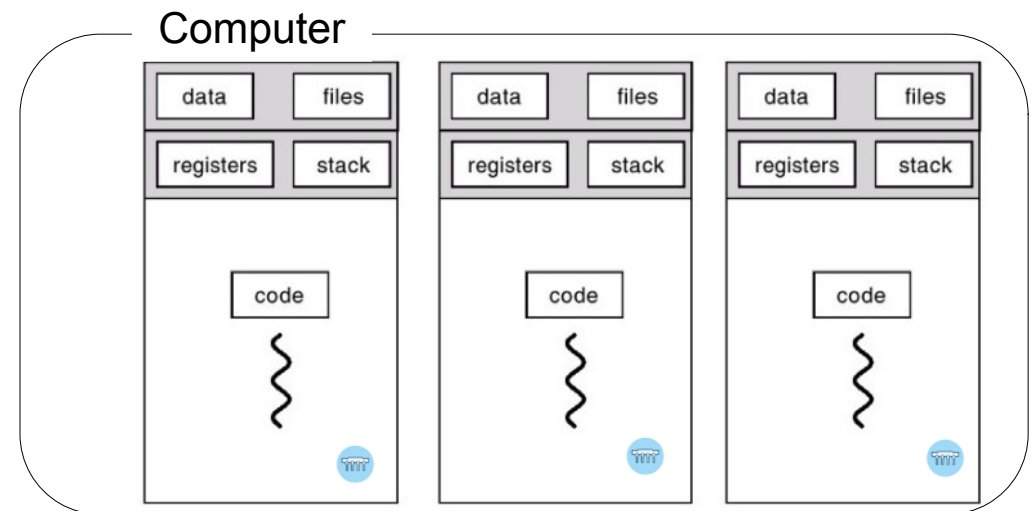 Computer
data files data files data files
registers stack registers stack registers stack
code code code